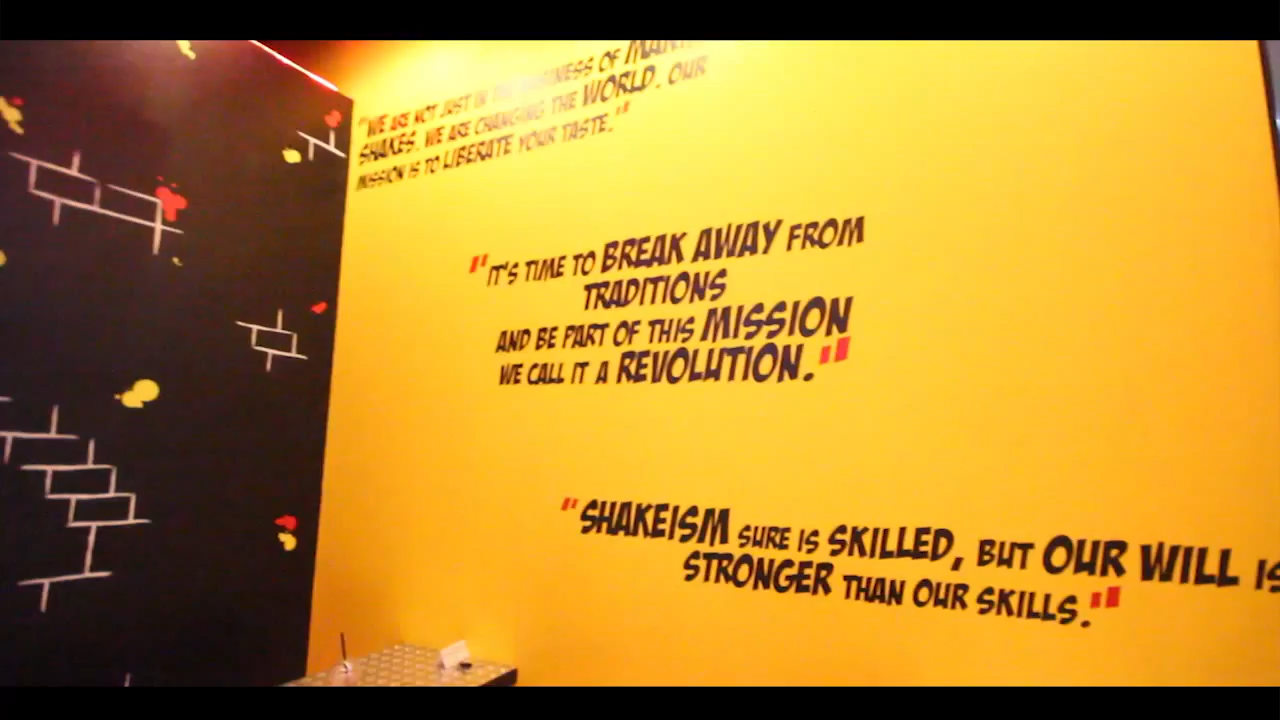 "WE ARE NOT JUST IN THE BUSINESS OF
SHAKES. WE ARE CHANGING THE WORLD. OUR
MISSION IS TO LIBERATE YOUR TASTE."
"IT'S TIME TO BREAK AWAY FROM
TRADITIONS
AND BE PART OF THIS MISSION
WE CALL IT A REVOLUTION."
"SHAKEISM SURE IS SKILLED, BUT OUR WILL IS
STRONGER THAN OUR SKILLS."